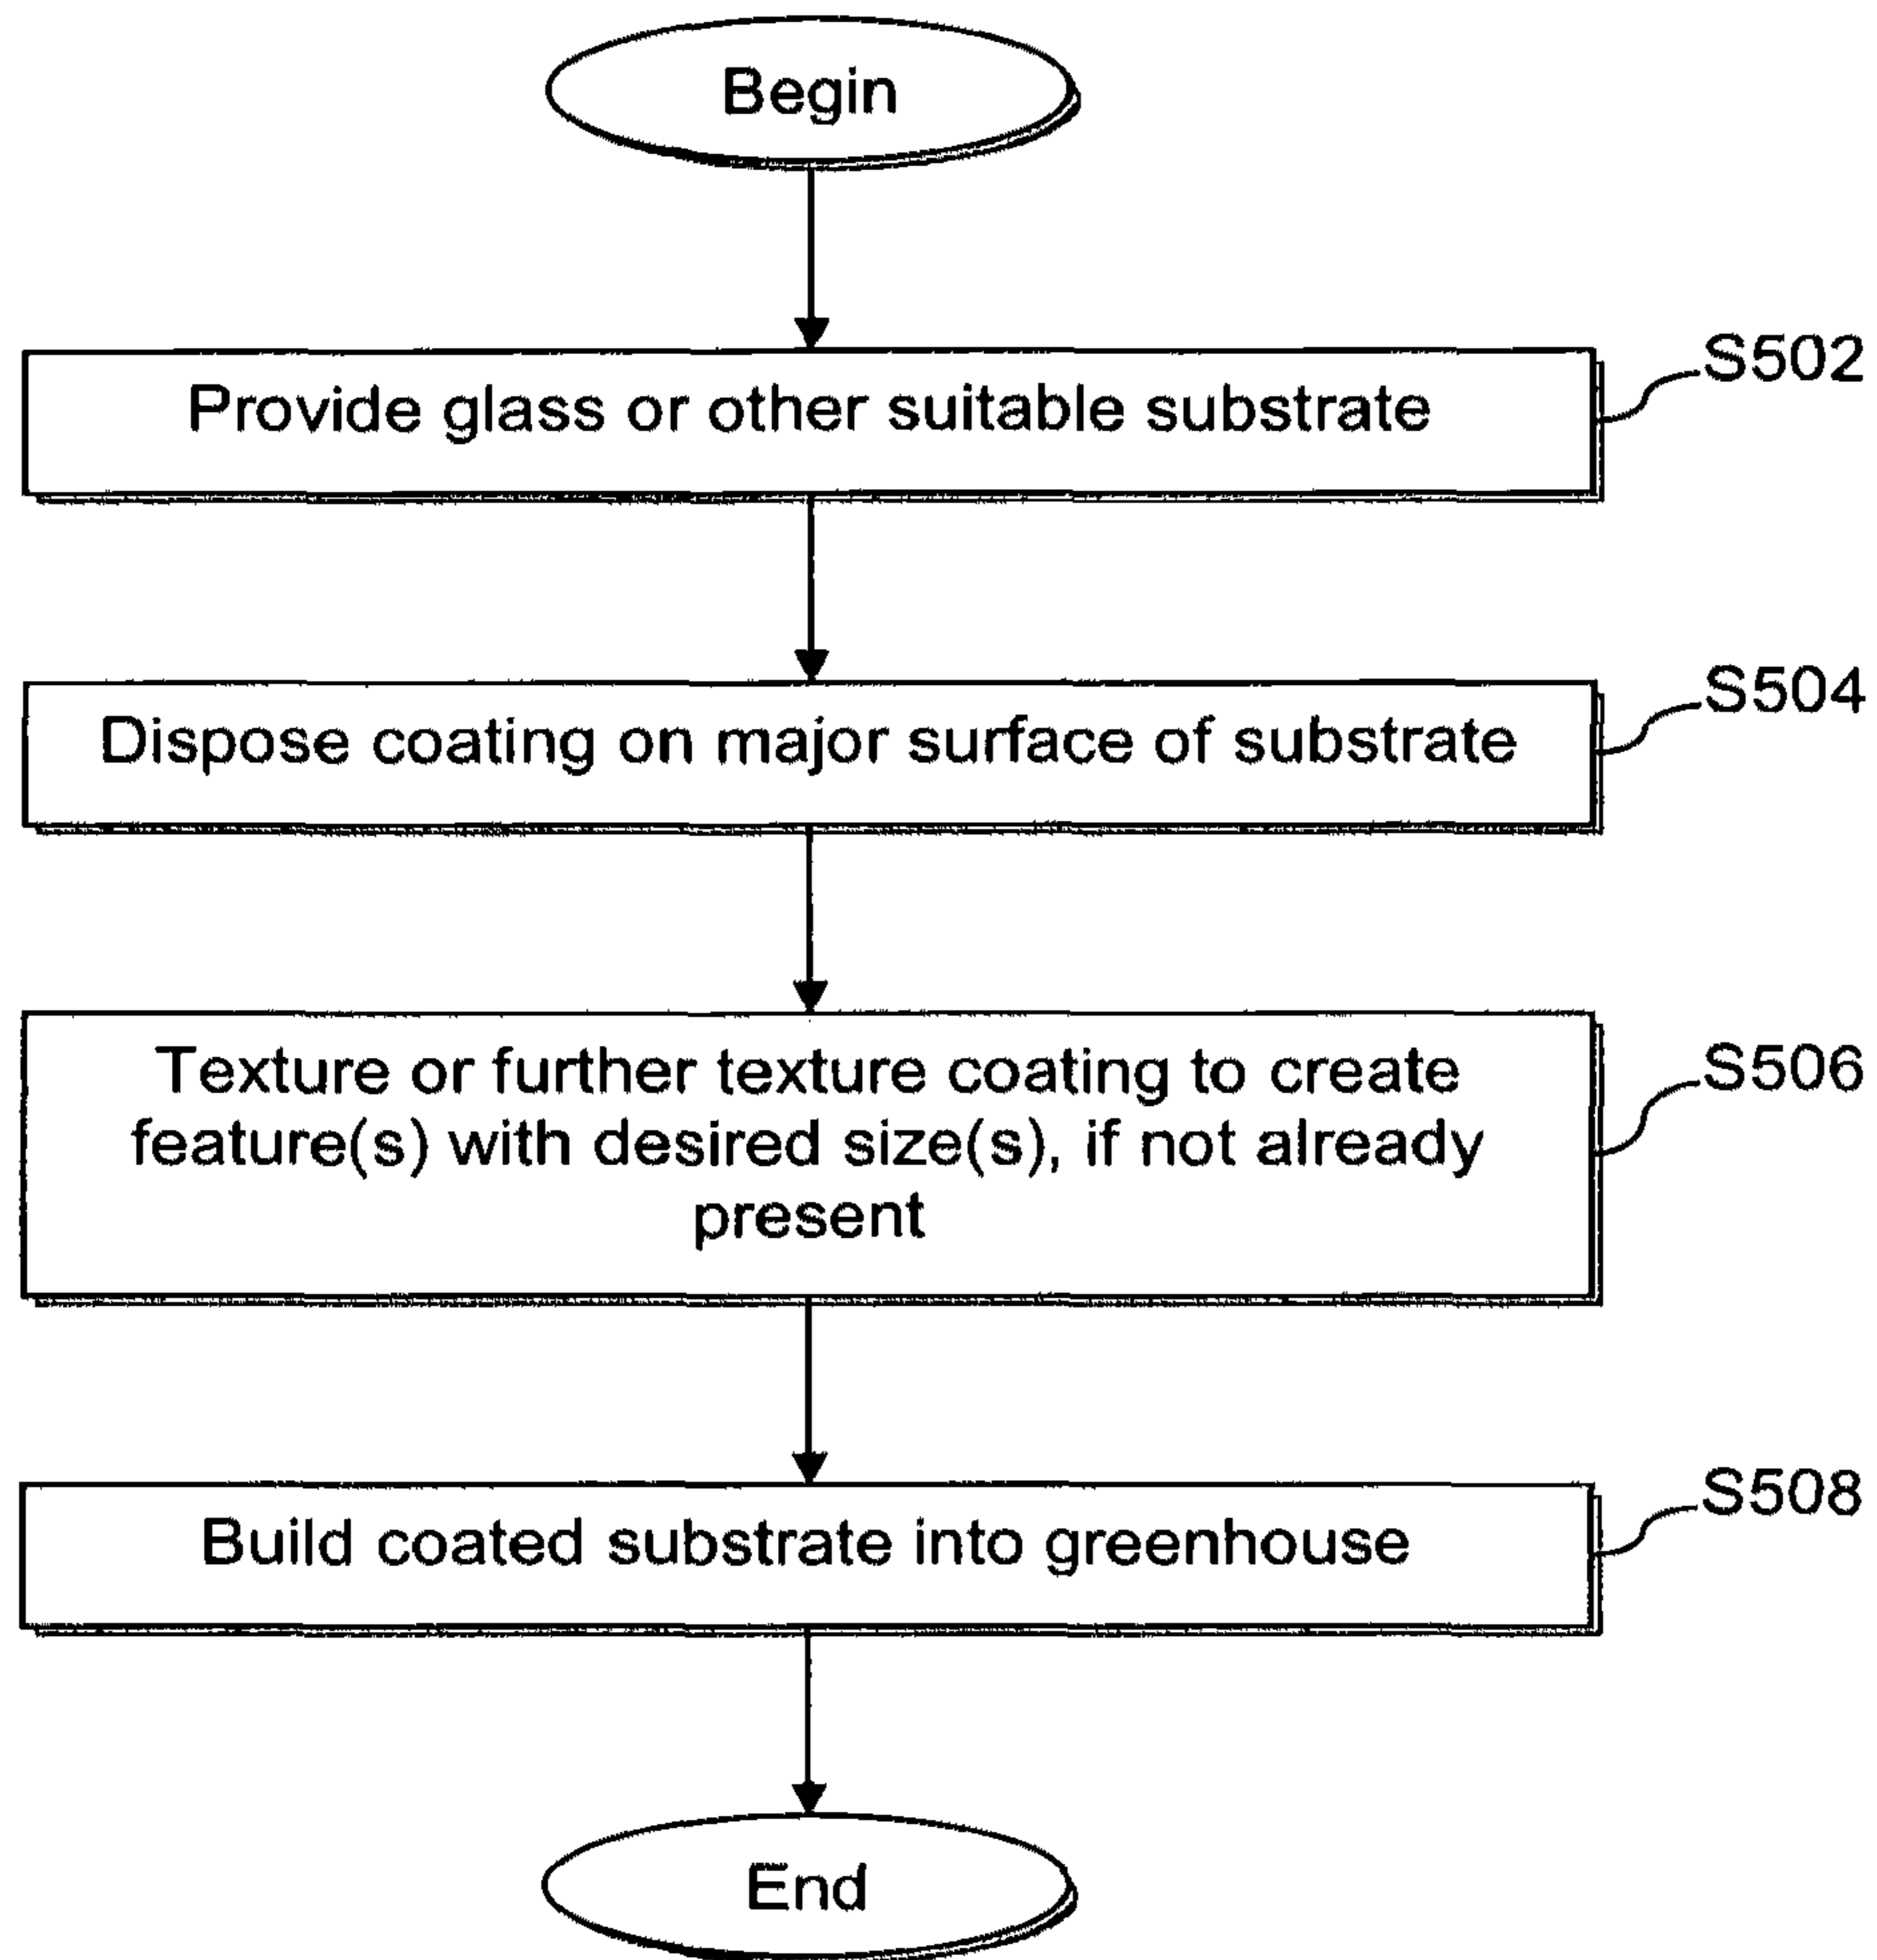 Begin
Provide glass or other suitable substrate
S502
Dispose coating on major surface of substrate
S504
Texture or further texture coating to create
feature(s) with desired size(s), if not already
present
S506
Build coated substrate into greenhouse
S508
End